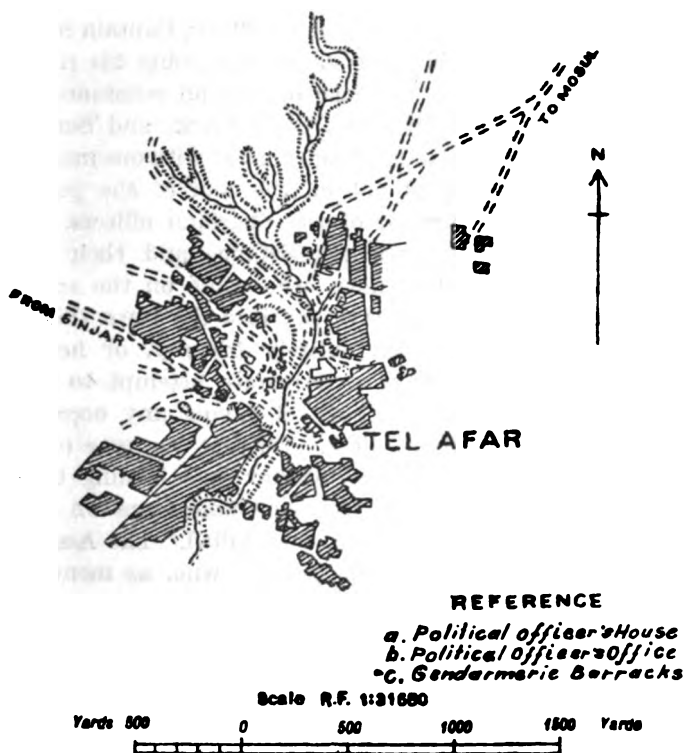 TO MOSUL
N
FROM SINJAR
a
b
TEL AFAR
REFERENCE
a. Political Officer's House
b. Political Officer's Office
c. Gendarmerie Barracks
Scale R.F. 1:31680
Yards 500 0 500 1000 1500 Yards